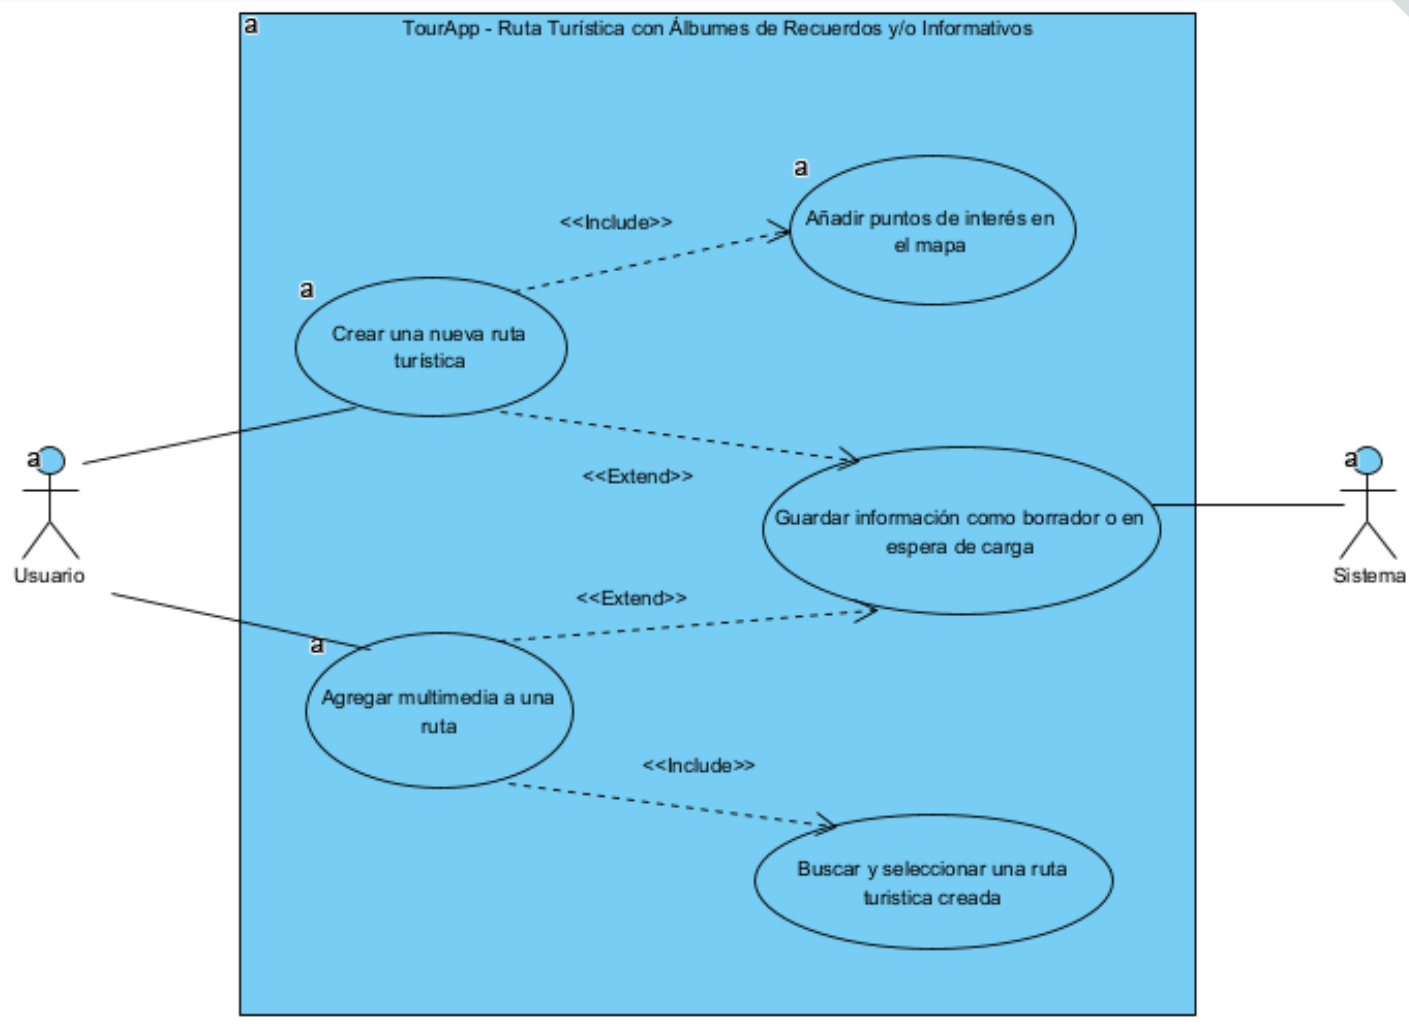 a
TourApp - Ruta Turística con Álbumes de Recuerdos y/o Informativos
a
Añadir puntos de interés en
el mapa
<<Include>>
a
Crear una nueva ruta
turística
a
Usuario
<<Extend>>
Guardar información como borrador o en
espera de carga
a
Sistema
<<Extend>>
a
Agregar multimedia a una
ruta
<<Include>>
Buscar y seleccionar una ruta
turistica creada